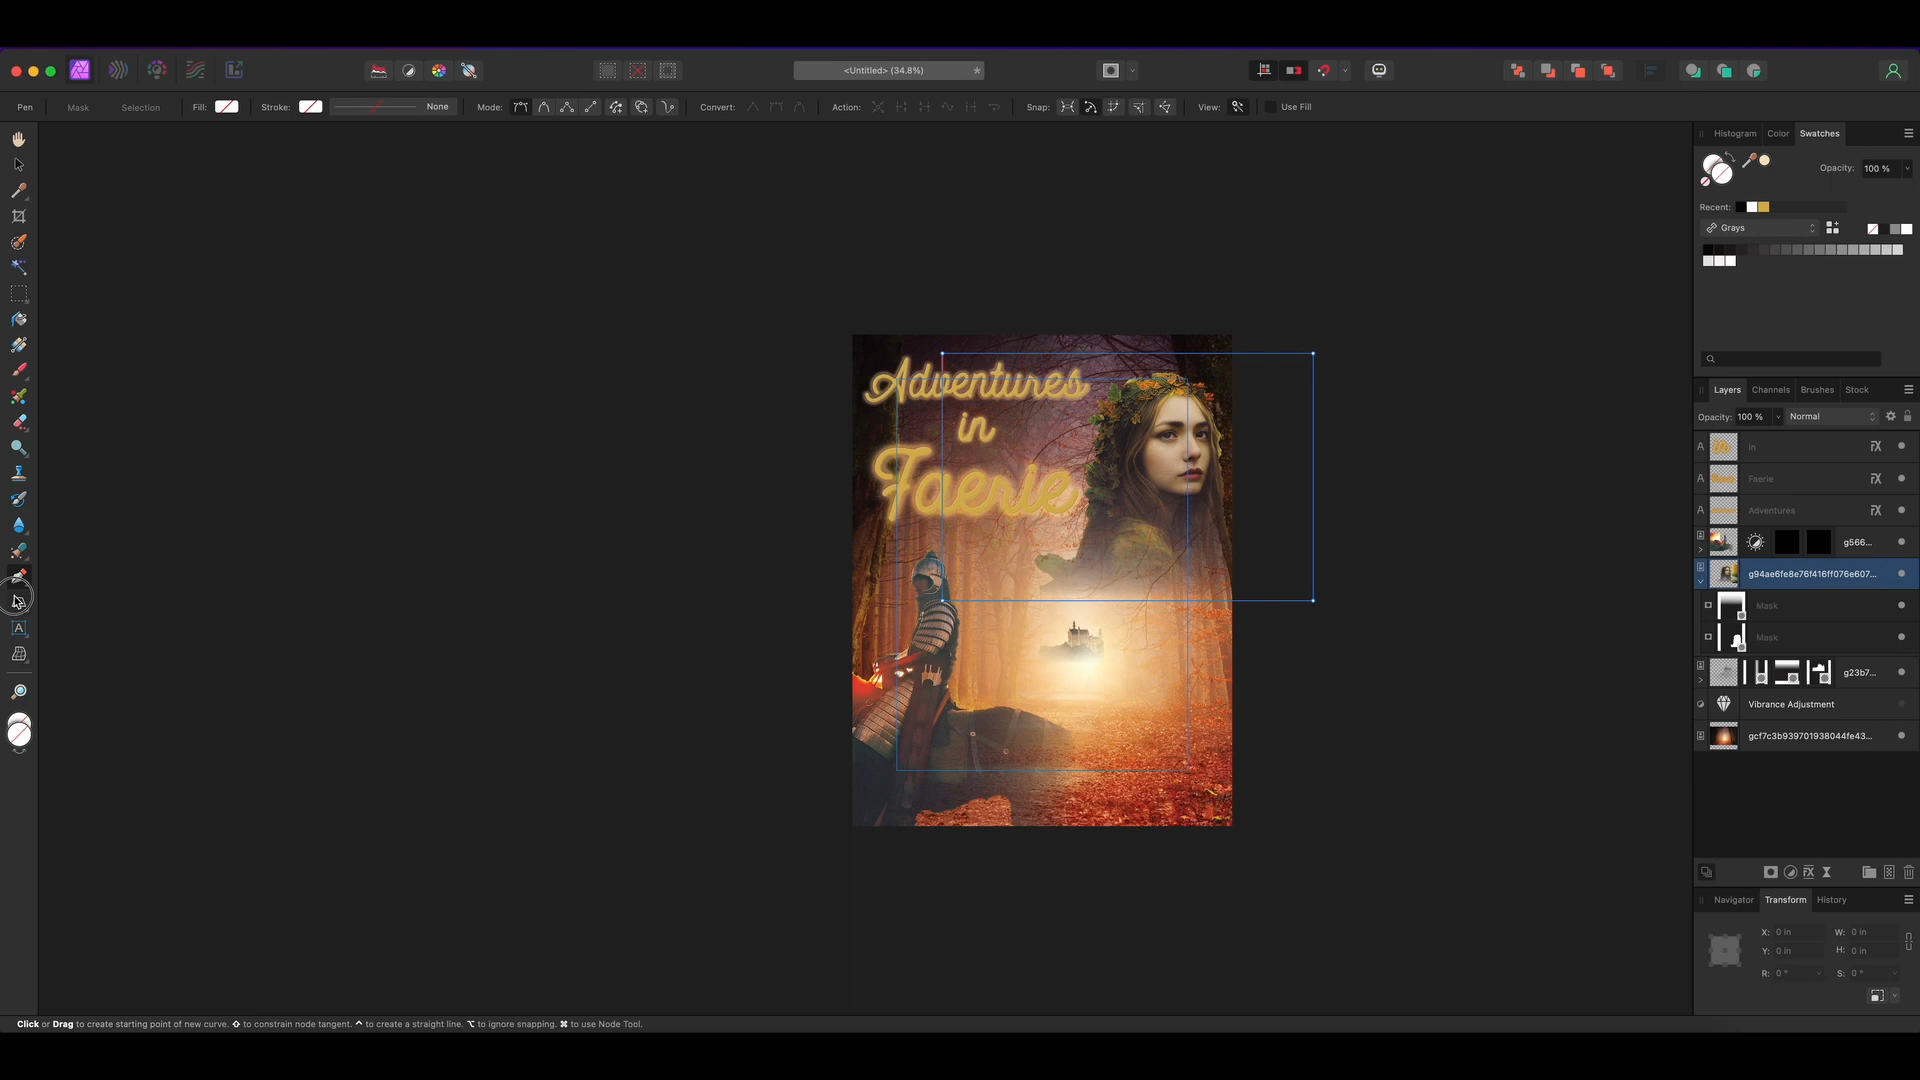 <Untitled> (34.8%)
Pen
Mask
Selection
Fill:
Stroke:
None
Mode:
Convert:
Action:
Snap:
View:
Use Fill
Histogram
Color
Swatches
Opacity:
100 %
Recent:
Grays
Adventures
in
Faerie
Layers
Channels
Brushes
Stock
Opacity:
100 %
Normal
A
in
FX
A
Faerie
FX
A
Adventures
FX
g566...
g94ae6fe8e76f416ff076e607...
Mask
Mask
g23b7...
Vibrance Adjustment
gcf7c3b939701938044fe43...
Navigator
Transform
History
X: 0 in
W: 0 in
Y: 0 in
H: 0 in
R: 0 °
S: 0 °
Click or Drag to create starting point of new curve. ⇧ to constrain node tangent. ^ to create a straight line. ⌥ to ignore snapping. ⌘ to use Node Tool.